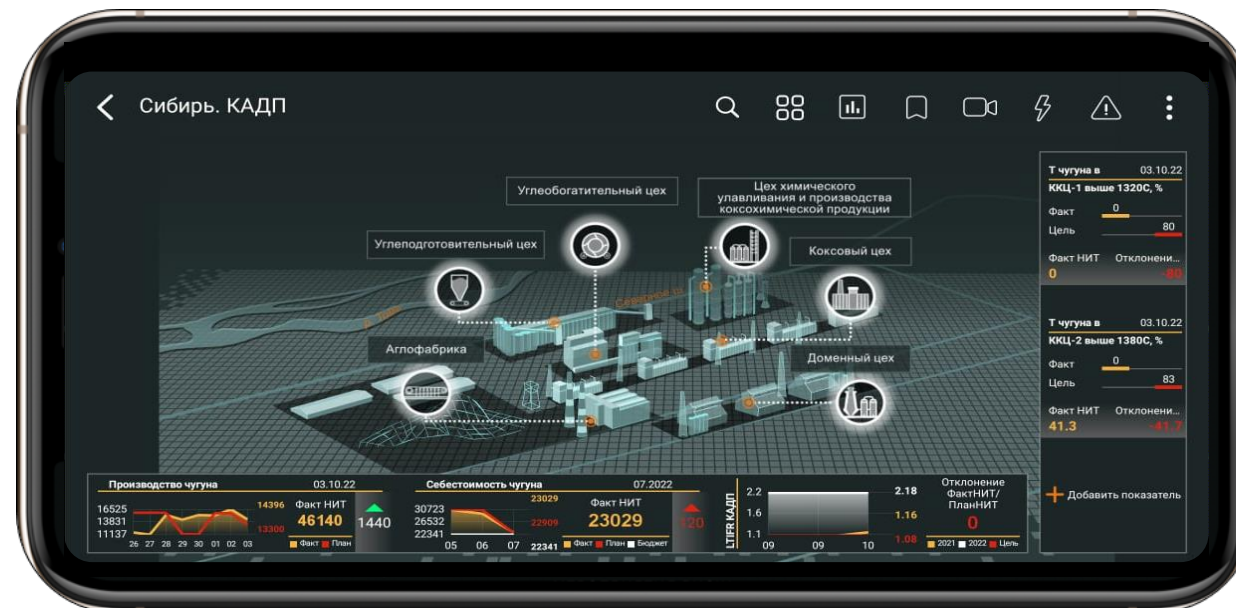 Сибирь. КАДП
Углеобогатительный цех
Цех химического
улавливания и производства
коксохимической продукции
Углеподготовительный цех
Коксовый цех
Аглофабрика
Доменный цех
Т чугуна в 03.10.22
ККЦ-1 выше 1320С, %
Факт 0
Цель 80
Факт НИТ Отклонени...
0 -80
Т чугуна в 03.10.22
ККЦ-2 выше 1380С, %
Факт 0
Цель 83
Факт НИТ Отклонени...
41.3 -41.7
Добавить показатель
Производство чугуна 03.10.22
16525
13831
11137
26 27 28 29 30 01 02 03
14396
13300
Факт НИТ
46140
Факт План
1440
Себестоимость чугуна 07.2022
30723
26532
22341
05 06 07
23029
22909
22341
Факт НИТ
23029
Факт План Бюджет
120
LTIFR КАДП
2.2
1.6
1.1
09 09 10
2.18
1.16
1.08
Отклонение
ФактНИТ/
ПланНИТ
0
2021 2022 Цель